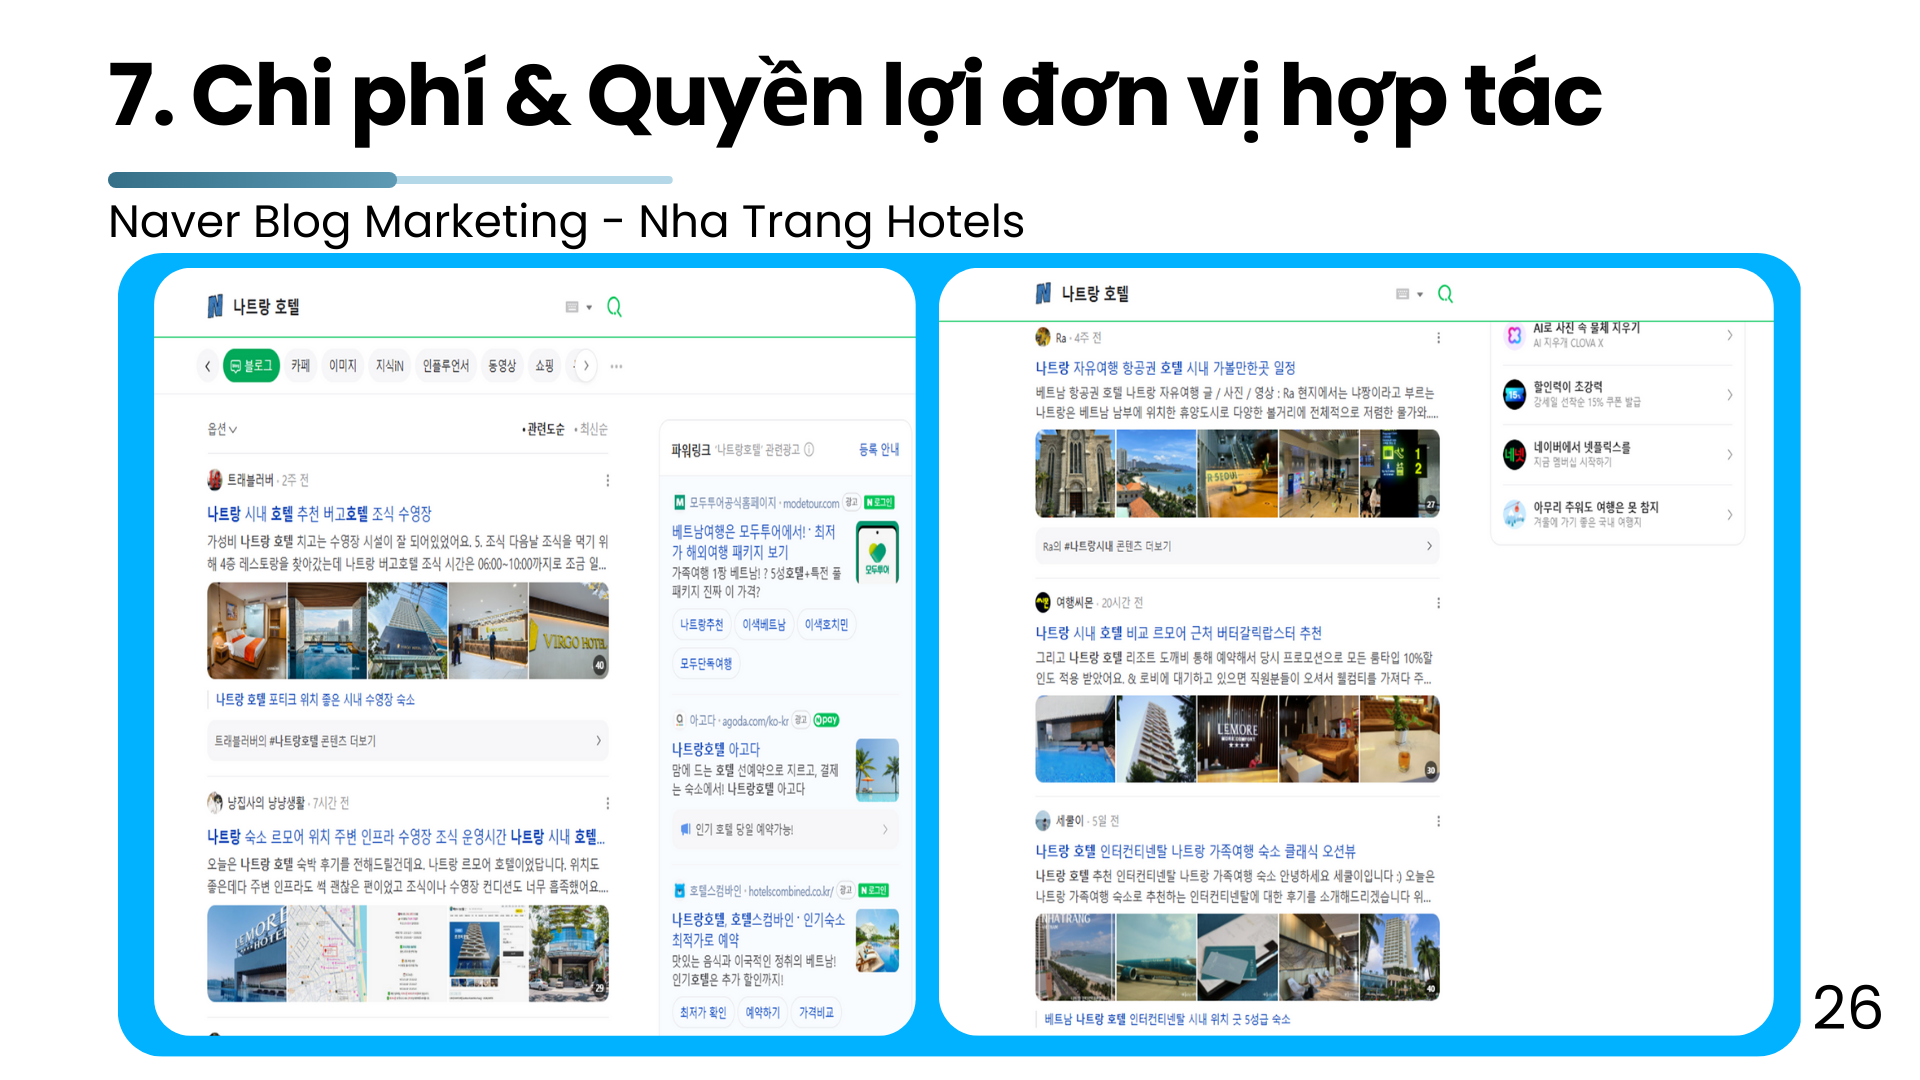 7. Chi phí & Quyền lợi đơn vị hợp tác
Naver Blog Marketing - Nha Trang Hotels
나트랑 호텔
블로그
카페
이미지
지식iN
인플루언서
동영상
쇼핑
옵션
관련도순
최신순
트래블러버 · 2주 전
나트랑 시내 호텔 추천 버고호텔 조식 수영장
가성비 나트랑 호텔 치고는 수영장 시설이 잘 되어있었어요. 5. 조식 다음날 조식을 먹기 위
해 4층 레스토랑을 찾아갔는데 나트랑 버고호텔 조식 시간은 06:00~10:00까지로 조금 일...
VIRGO HOTEL
40
나트랑 호텔 포티크 위치 좋은 시내 수영장 숙소
트래블러버의 #나트랑호텔 콘텐츠 더보기
냥집사의 냥냥생활 · 7시간 전
나트랑 숙소 르모어 위치 주변 인프라 수영장 조식 운영시간 나트랑 시내 호텔...
오늘은 나트랑 호텔 숙박 후기를 전해드릴건데요. 나트랑 르모어 호텔이었답니다. 위치도
좋은데다 주변 인프라도 썩 괜찮은 편이었고 조식이나 수영장 컨디션도 너무 흡족했어요....
LEMORE
HOTEL
29
파워링크 '나트랑호텔' 관련광고
등록 안내
모두투어공식홈페이지 · modetour.com 광고 N 로그인
베트남여행은 모두투어에서! · 최저
가 해외여행 패키지 보기
가족여행 1짱 베트남! ? 5성호텔+특전 풀
패키지 진짜 이 가격?
모두투어
나트랑추천
이색베트남
이색호치민
모두단독여행
아고다 · agoda.com/ko-kr 광고 N pay
나트랑호텔 아고다
맘에 드는 호텔 선예약으로 지르고, 결제
는 숙소에서! 나트랑호텔 아고다
인기 호텔 당일 예약가능!
호텔스컴바인 · hotelscombined.co.kr/ 광고 N 로그인
나트랑호텔, 호텔스컴바인 · 인기숙소
최적가로 예약
맛있는 음식과 이국적인 정취의 베트남!
인기호텔은 추가 할인까지!
최저가 확인
예약하기
가격비교
나트랑 호텔
Ra · 4주 전
나트랑 자유여행 항공권 호텔 시내 가볼만한곳 일정
베트남 항공권 호텔 나트랑 자유여행 글 / 사진 / 영상 : Ra 현지에서는 냐짱이라고 부르는
나트랑은 베트남 남부에 위치한 휴양도시로 다양한 볼거리에 전체적으로 저렴한 물가와....
R SEOUL
1
2
27
Ra의 #나트랑시내 콘텐츠 더보기
여행씨몬 · 20시간 전
나트랑 시내 호텔 비교 르모어 근처 버터갈릭랍스터 추천
그리고 나트랑 호텔 리조트 도깨비 통해 예약해서 당시 프로모션으로 모든 룸타입 10%할
인도 적용 받았어요. & 로비에 대기하고 있으면 직원분들이 오셔서 웰컴티를 가져다 주...
LEMORE
MORE COMFORT
30
세쿨이 · 5일 전
나트랑 호텔 인터컨티넨탈 나트랑 가족여행 숙소 클래식 오션뷰
나트랑 호텔 추천 인터컨티넨탈 나트랑 가족여행 숙소 안녕하세요 세쿨이입니다 :) 오늘은
나트랑 가족여행 숙소로 추천하는 인터컨티넨탈에 대한 후기를 소개해드리겠습니다 위...
NHATRANG
40
베트남 나트랑 호텔 인터컨티넨탈 시내 위치 굿 5성급 숙소
AI로 사진 속 물체 지우기
AI 지우개 CLOVA X
15%
할인력이 초강력
강세일 선착순 15% 쿠폰 발급
네넷
네이버에서 넷플릭스를
지금 멤버십 시작하기
아무리 추워도 여행은 못 참지
겨울에 가기 좋은 국내 여행지
26